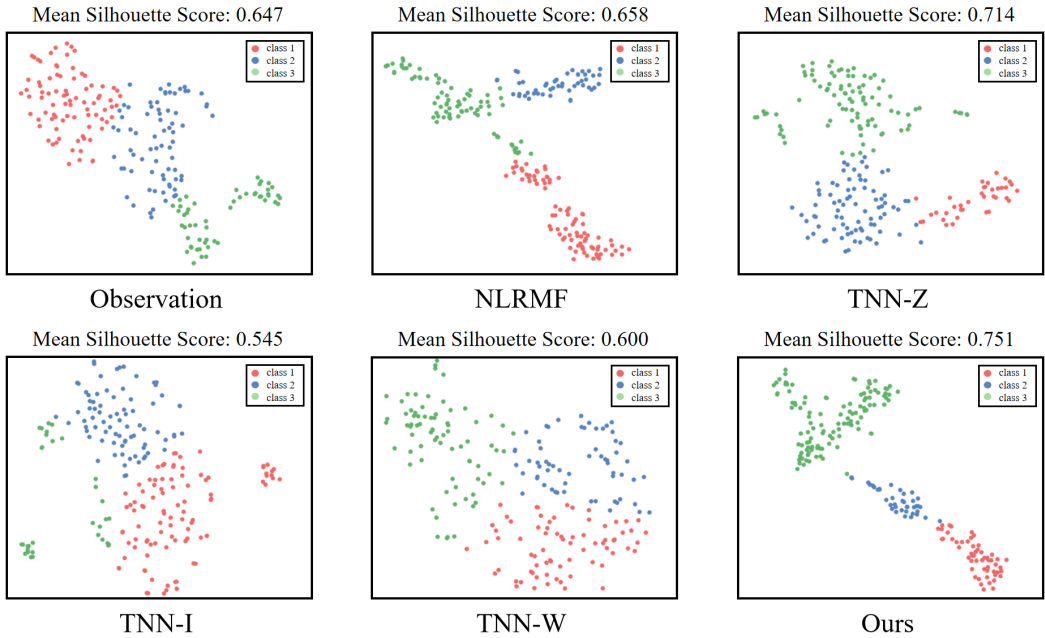 Mean Silhouette Score: 0.647
class 1
class 2
class 3
Observation
Mean Silhouette Score: 0.658
class 1
class 2
class 3
NLRMF
Mean Silhouette Score: 0.714
class 1
class 2
class 3
TNN-Z
Mean Silhouette Score: 0.545
class 1
class 2
class 3
TNN-I
Mean Silhouette Score: 0.600
class 1
class 2
class 3
TNN-W
Mean Silhouette Score: 0.751
class 1
class 2
class 3
Ours